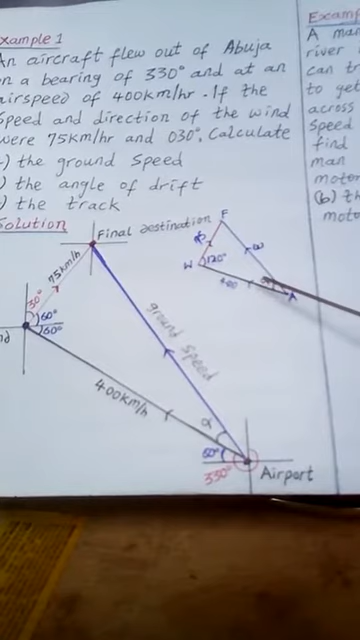 xample 1
An aircraft flew out of Abuja
on a bearing of 330° and at an
airspeed of 400km/hr. If the
speed and direction of the wind
were 75km/hr and 030°. Calculate
) the ground speed
) the angle of drift
) the track
Solution
Final destination
75km/h
30°
60°
60°
400km/h
ground speed
α
60°
330°
Airport
F
W
120°
400
A
Examp
A man
river
can tr
to get
across
speed
find
man
motor
(b) th
moto